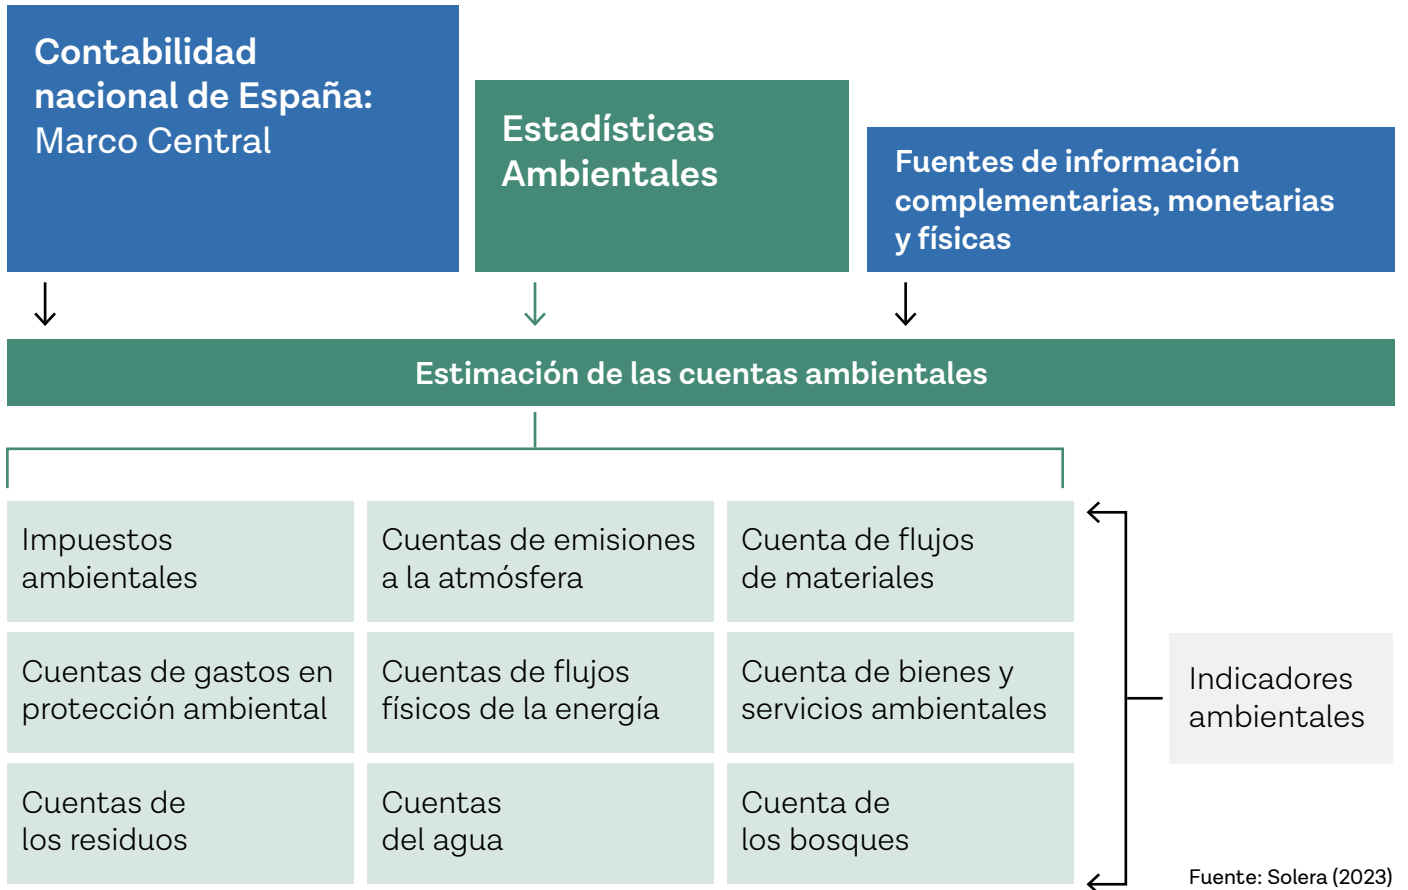 Contabilidad
nacional de España:
Marco Central
Estadísticas
Ambientales
Fuentes de información
complementarias, monetarias
y físicas
Estimación de las cuentas ambientales
Impuestos
ambientales
Cuentas de emisiones
a la atmósfera
Cuenta de flujos
de materiales
Cuentas de gastos en
protección ambiental
Cuentas de flujos
físicos de la energía
Cuenta de bienes y
servicios ambientales
Cuentas de
los residuos
Cuentas
del agua
Cuenta de
los bosques
Indicadores
ambientales
Fuente: Solera (2023)